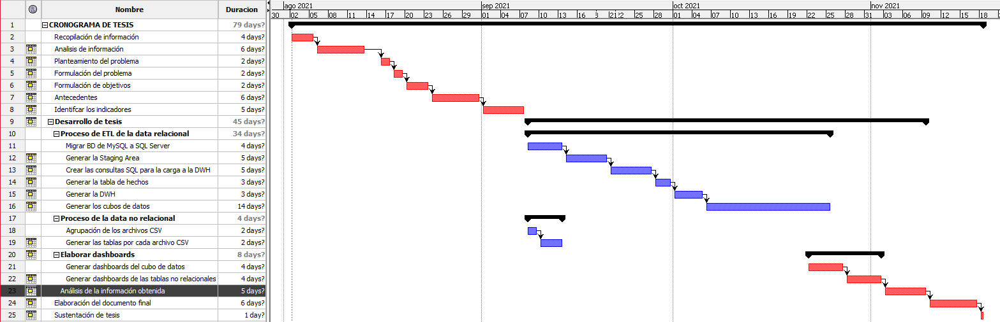 Nombre Duracion
ago 2021 sep 2021 oct 2021 nov 2021
30 02 05 08 11 14 17 20 23 26 29 01 04 07 10 13 16 3 2122 25 28 01 04 07 10 13 16 19 22 25 28 31 03 06 09 12 15 18
1 CRONOGRAMA DE TESIS 79 days?
2 Recopilación de información 4 days?
3 Analisis de información 6 days?
4 Planteamiento del problema 2 days?
5 Formulación del problema 2 days?
6 Formulación de objetivos 2 days?
7 Antecedentes 6 days?
8 Identifcar los indicadores 5 days?
9 Desarrollo de tesis 45 days?
10 Proceso de ETL de la data relacional 34 days?
11 Migrar BD de MySQL a SQL Server 4 days?
12 Generar la Staging Area 5 days?
13 Crear las consultas SQL para la carga a la DWH 5 days?
14 Generar la tabla de hechos 3 days?
15 Generar la DWH 3 days?
16 Generar los cubos de datos 14 days?
17 Proceso de la data no relacional 4 days?
18 Agrupación de los archivos CSV 2 days?
19 Generar las tablas por cada archivo CSV 2 days?
20 Elaborar dashboards 8 days?
21 Generar dashboards del cubo de datos 4 days?
22 Generar dashboards de las tablas no relacionales 4 days?
23 Análisis de la información obtenida 5 days?
24 Elaboración del documento final 6 days?
25 Sustentación de tesis 1 day?